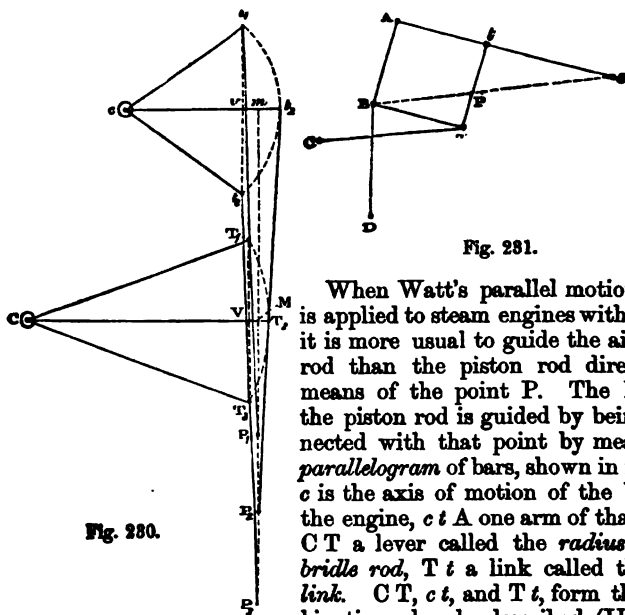 Fig. 230.
Fig. 231.
When Watt's parallel motio
is applied to steam engines with
it is more usual to guide the ai
rod than the piston rod dire
means of the point P. The
the piston rod is guided by bein
nected with that point by mea
parallelogram of bars, shown in
c is the axis of motion of the
the engine, c t A one arm of tha
C T a lever called the radius
bridle rod, T t a link called t
link. C T, c t, and T t, form th
A
t
B
P
C
D
c
v
m
T1
V
M
C